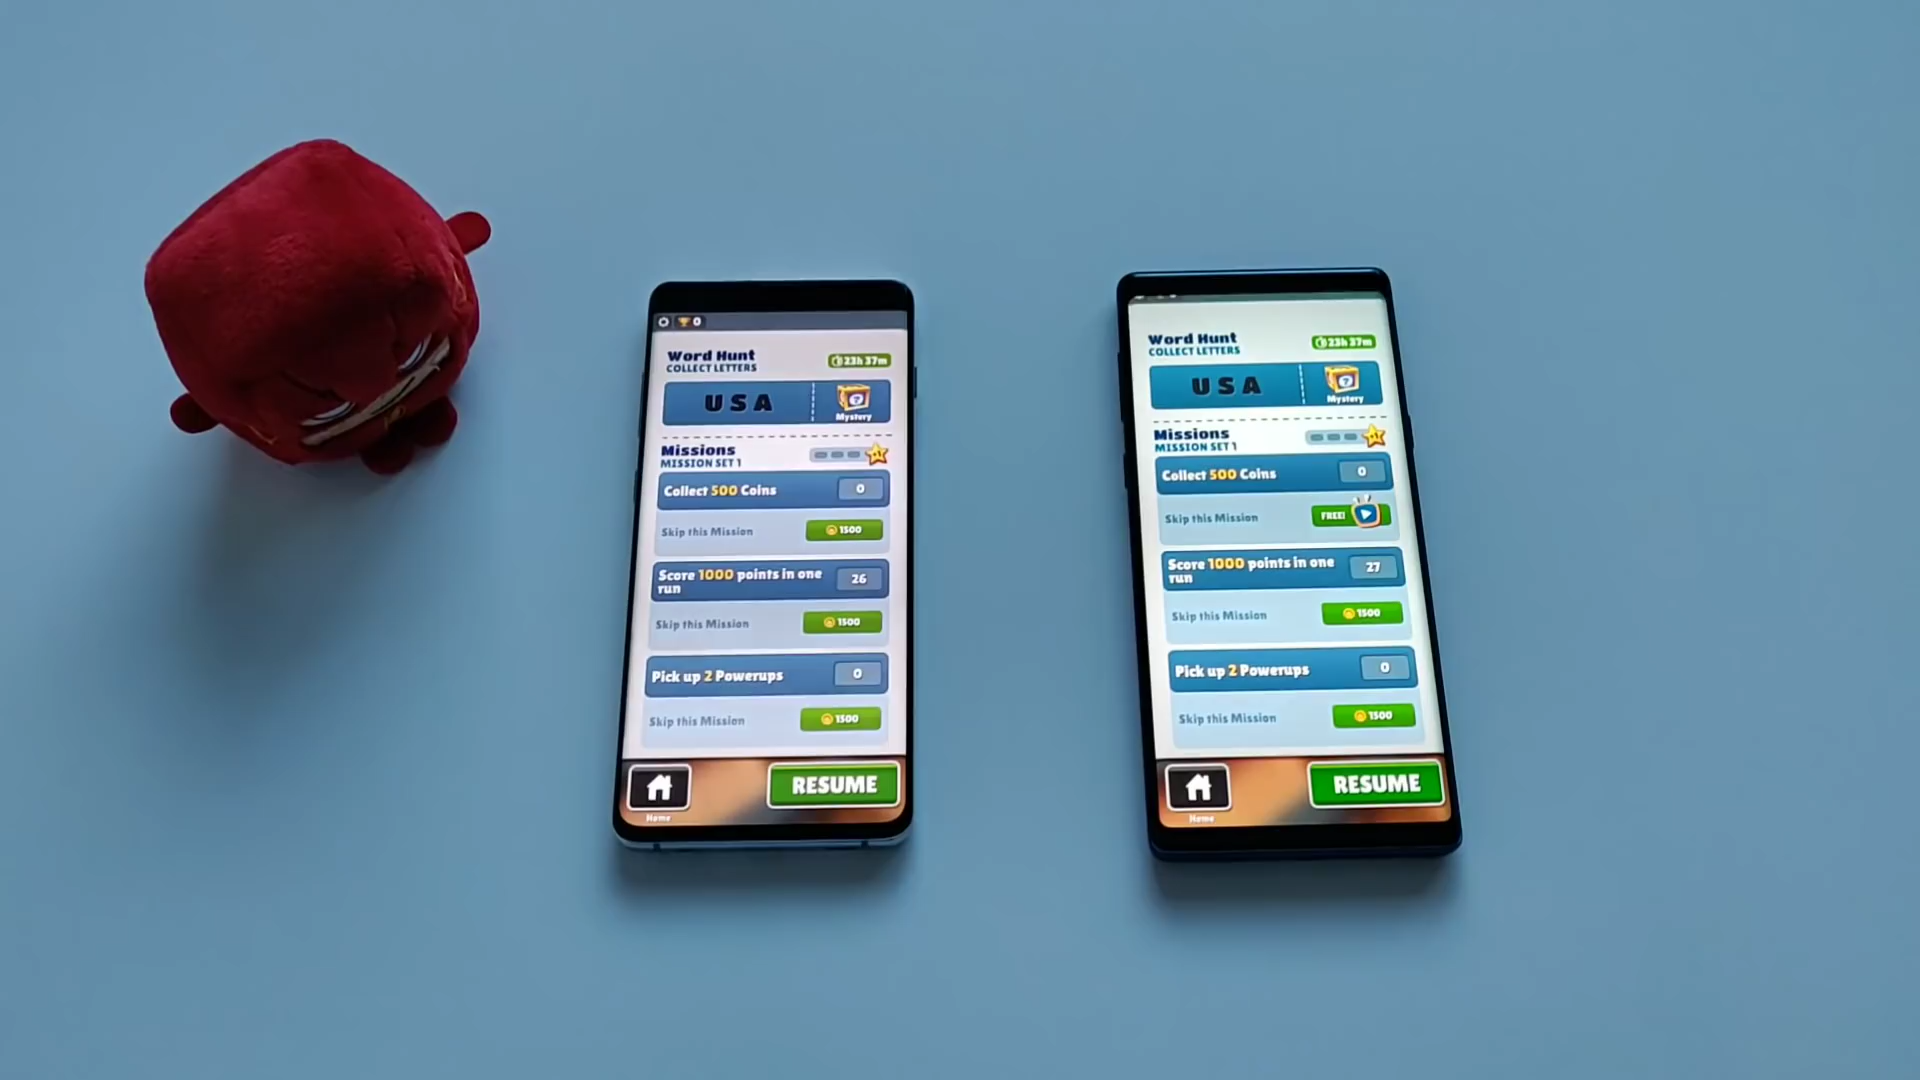 0
Word Hunt
COLLECT LETTERS
23h 37m
USA
Mystery
Missions
MISSION SET 1
Collect 500 Coins
0
Skip this Mission
1500
Score 1000 points in one
run
26
Skip this Mission
1500
Pick up 2 Powerups
0
Skip this Mission
1500
Home
RESUME
Word Hunt
COLLECT LETTERS
23h 37m
USA
Mystery
Missions
MISSION SET 1
Collect 500 Coins
0
Skip this Mission
FREE!
Score 1000 points in one
run
27
Skip this Mission
1500
Pick up 2 Powerups
0
Skip this Mission
1500
Home
RESUME